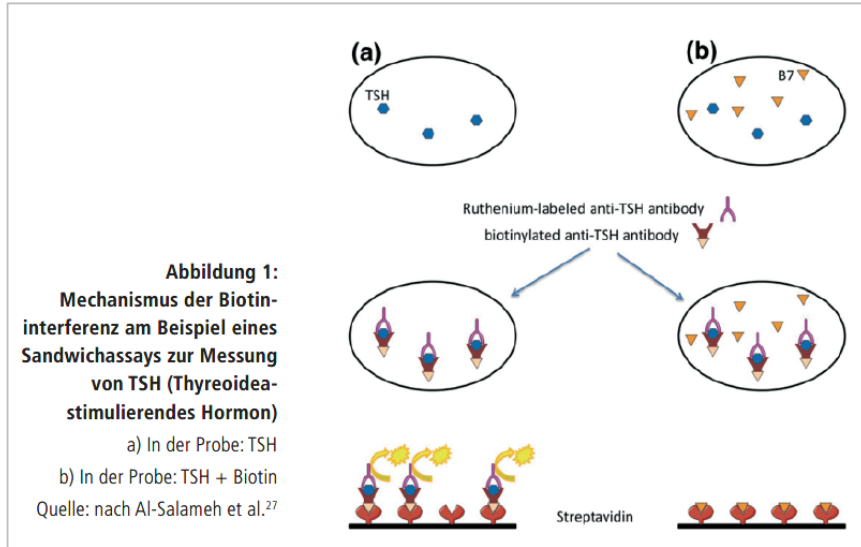 (a)
(b)
TSH
B7
Ruthenium-labeled anti-TSH antibody
biotinylated anti-TSH antibody
Abbildung 1:
Mechanismus der Biotin-
interferenz am Beispiel eines
Sandwichassays zur Messung
von TSH (Thyreoidea-
stimulierendes Hormon)
a) In der Probe: TSH
b) In der Probe: TSH + Biotin
Quelle: nach Al-Salameh et al.27
Streptavidin